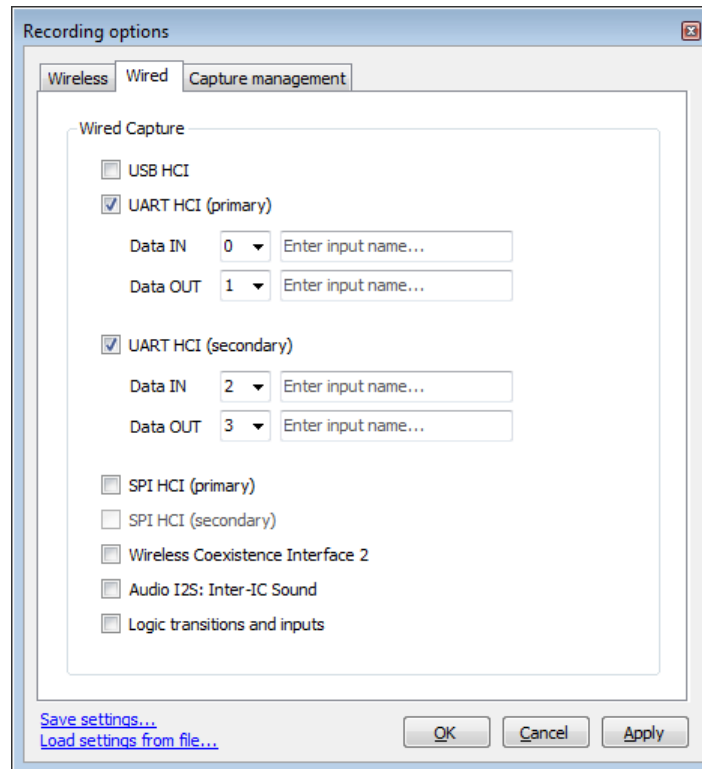 Recording options
Wireless Wired Capture management
Wired Capture
USB HCI
UART HCI (primary)
Data IN 0 Enter input name...
Data OUT 1 Enter input name...
UART HCI (secondary)
Data IN 2 Enter input name...
Data OUT 3 Enter input name...
SPI HCI (primary)
SPI HCI (secondary)
Wireless Coexistence Interface 2
Audio I2S: Inter-IC Sound
Logic transitions and inputs
Save settings...
Load settings from file...
OK Cancel Apply